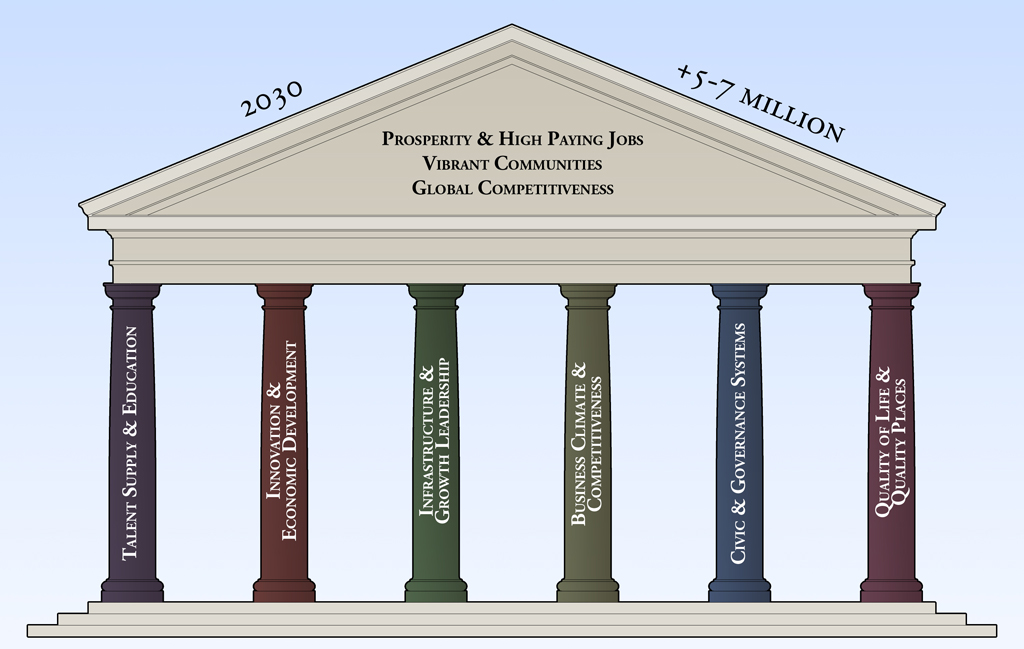 2030
+5-7 MILLION
PROSPERITY & HIGH PAYING JOBS
VIBRANT COMMUNITIES
GLOBAL COMPETITIVENESS
TALENT SUPPLY & EDUCATION
INNOVATION &
ECONOMIC DEVELOPMENT
INFRASTRUCTURE &
GROWTH LEADERSHIP
BUSINESS CLIMATE &
COMPETITIVENESS
CIVIC & GOVERNANCE SYSTEMS
QUALITY OF LIFE &
QUALITY PLACES